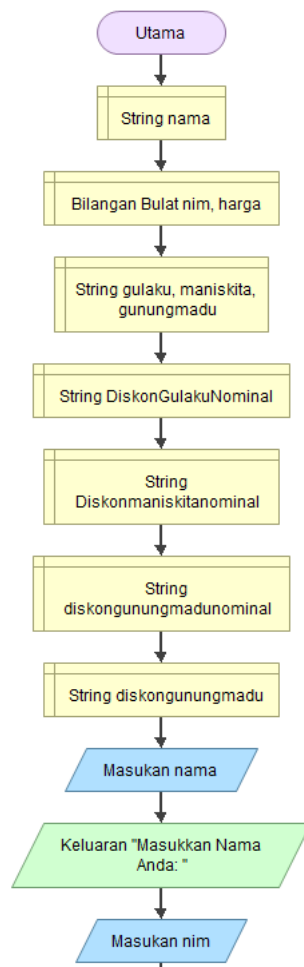 Utama
String nama
Bilangan Bulat nim, harga
String gulaku, maniskita,
gunungmadu
String DiskonGulakuNominal
String
Diskonmaniskitanominal
String
diskongunungmadunominal
String diskongunungmadu
Masukan nama
Keluaran "Masukkan Nama
Anda: "
Masukan nim